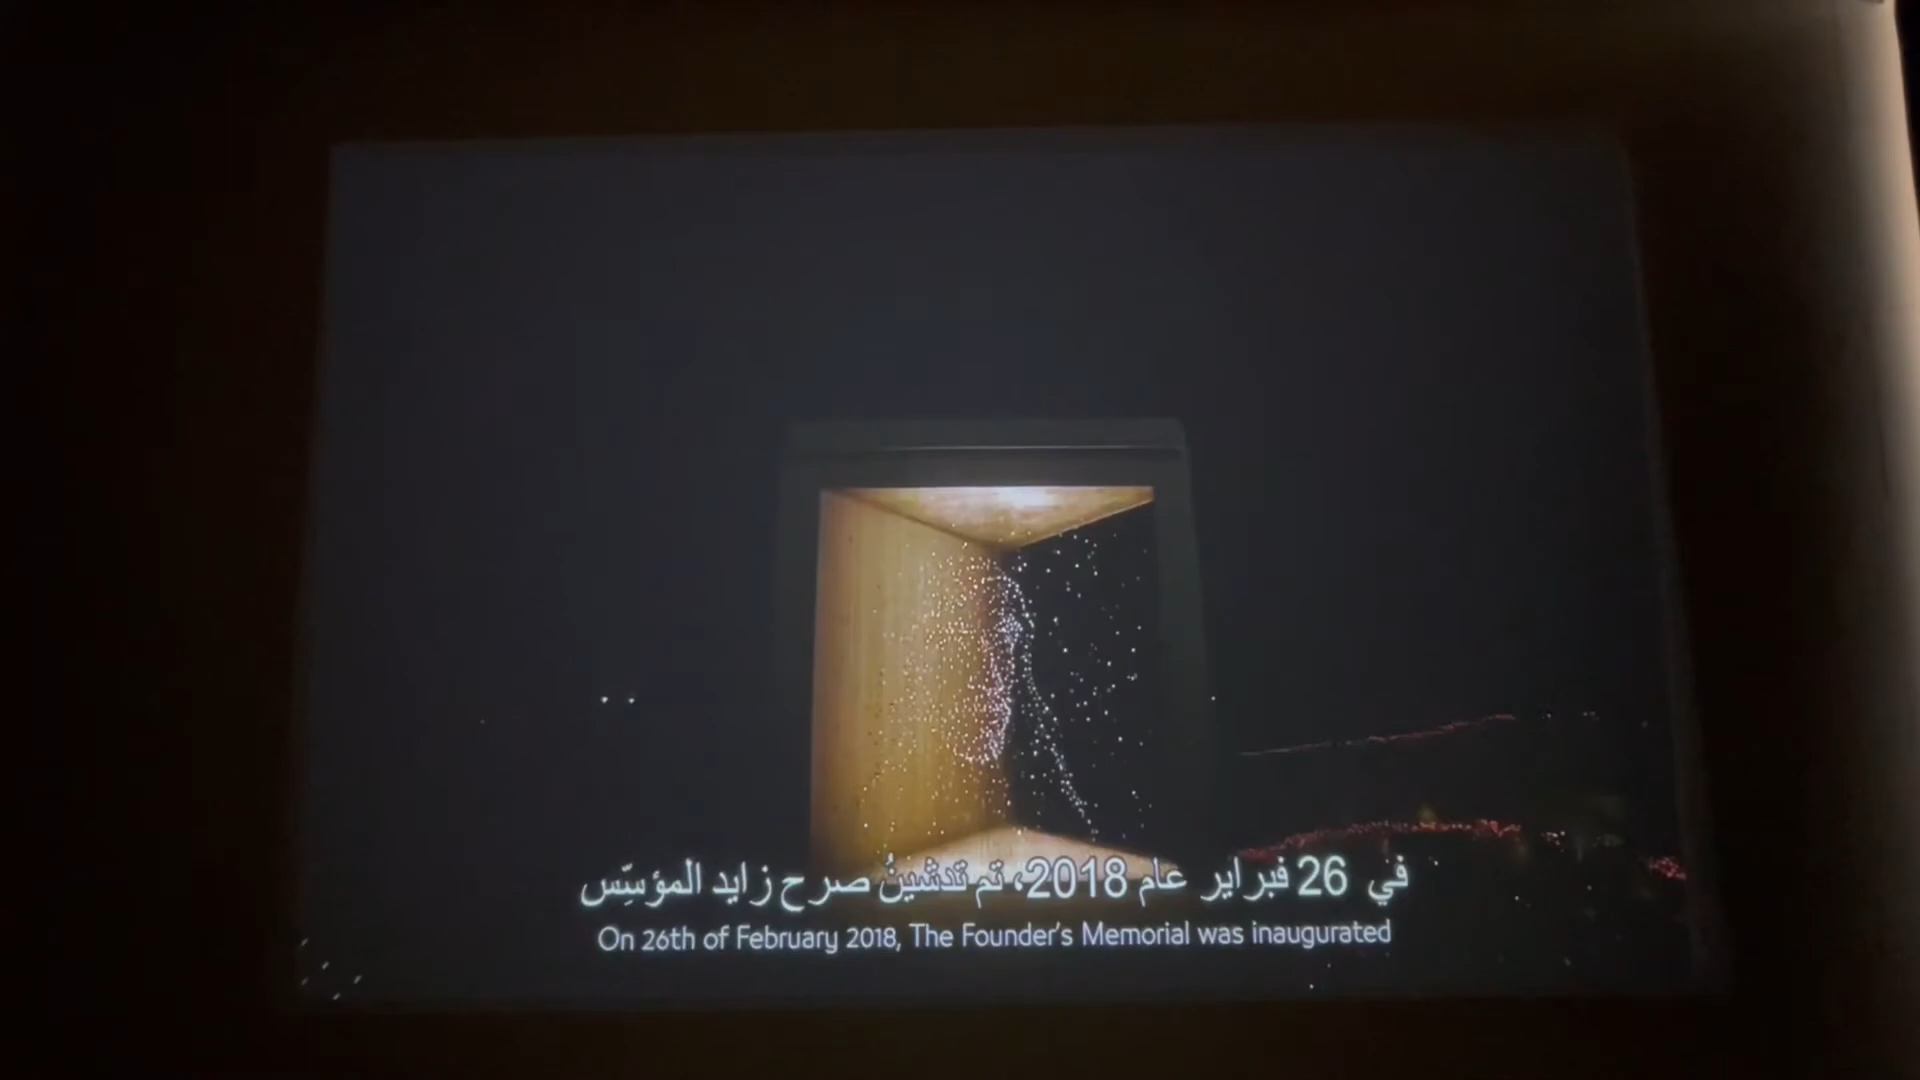 في 26 فبراير عام 2018، تم تدشينُ صرح زايد المؤسِّس
On 26th of February 2018, The Founder's Memorial was inaugurated